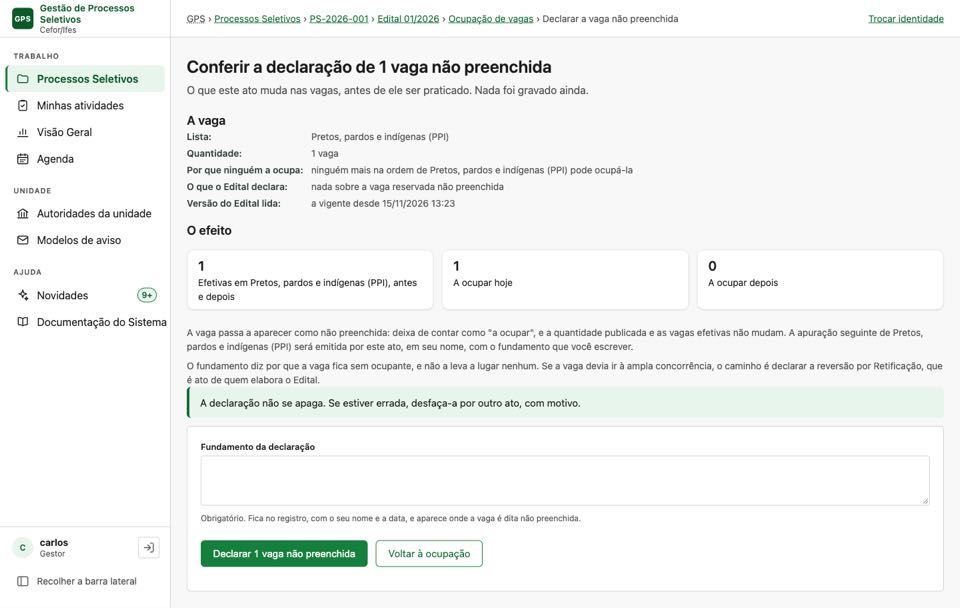 GPS
Gestão de Processos
Seletivos
Cefor/Ifes
GPS › Processos Seletivos › PS-2026-001 › Edital 01/2026 › Ocupação de vagas › Declarar a vaga não preenchida
Trocar identidade
TRABALHO
Processos Seletivos
Minhas atividades
Visão Geral
Agenda
UNIDADE
Autoridades da unidade
Modelos de aviso
AJUDA
Novidades 9+
Documentação do Sistema
C
carlos
Gestor
Recolher a barra lateral
Conferir a declaração de 1 vaga não preenchida
O que este ato muda nas vagas, antes de ele ser praticado. Nada foi gravado ainda.
A vaga
Lista: Pretos, pardos e indígenas (PPI)
Quantidade: 1 vaga
Por que ninguém a ocupa: ninguém mais na ordem de Pretos, pardos e indígenas (PPI) pode ocupá-la
O que o Edital declara: nada sobre a vaga reservada não preenchida
Versão do Edital lida: a vigente desde 15/11/2026 13:23
O efeito
1
Efetivas em Pretos, pardos e indígenas (PPI), antes
e depois
1
A ocupar hoje
0
A ocupar depois
A vaga passa a aparecer como não preenchida: deixa de contar como "a ocupar", e a quantidade publicada e as vagas efetivas não mudam. A apuração seguinte de Pretos,
pardos e indígenas (PPI) será emitida por este ato, em seu nome, com o fundamento que você escrever.
O fundamento diz por que a vaga fica sem ocupante, e não a leva a lugar nenhum. Se a vaga devia ir à ampla concorrência, o caminho é declarar a reversão por Retificação, que
é ato de quem elabora o Edital.
A declaração não se apaga. Se estiver errada, desfaça-a por outro ato, com motivo.
Fundamento da declaração
Obrigatório. Fica no registro, com o seu nome e a data, e aparece onde a vaga é dita não preenchida.
Declarar 1 vaga não preenchida
Voltar à ocupação